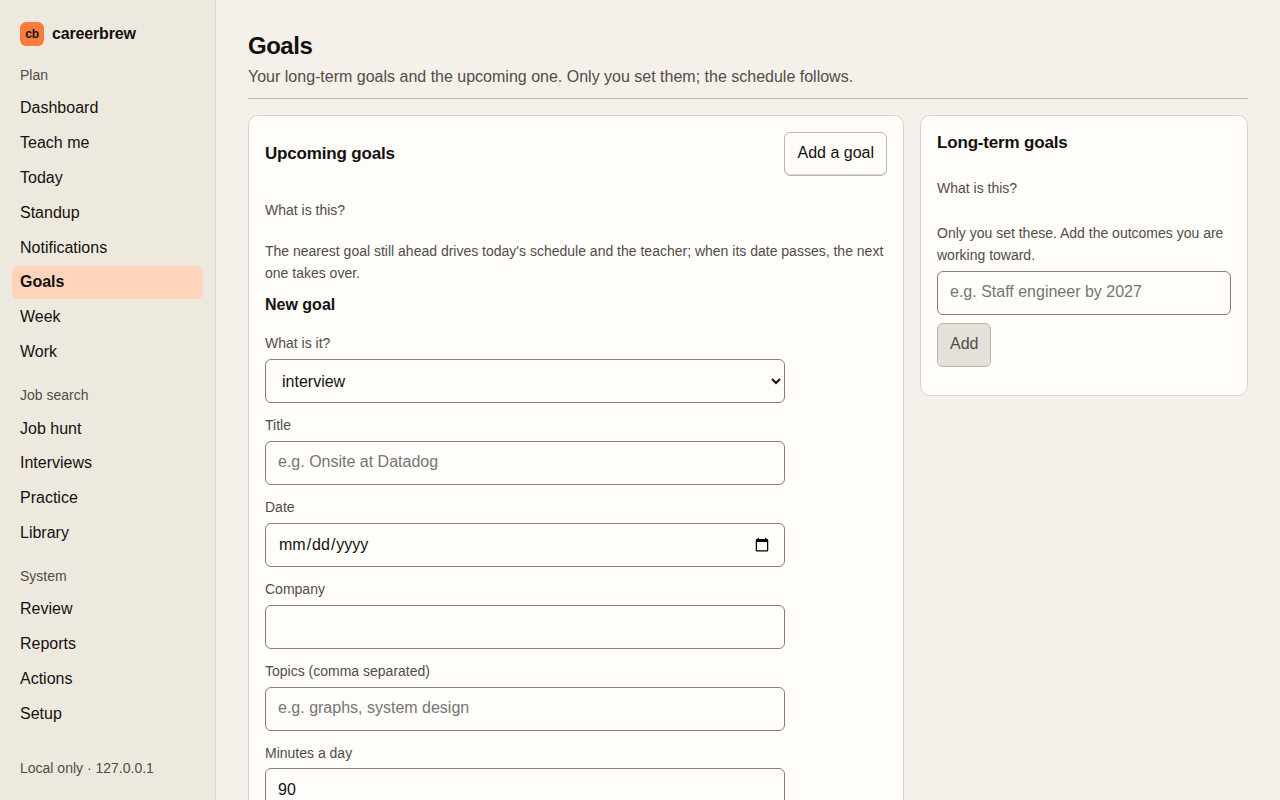 cb careerbrew
Plan
Dashboard
Teach me
Today
Standup
Notifications
Goals
Week
Work
Job search
Job hunt
Interviews
Practice
Library
System
Review
Reports
Actions
Setup
Local only · 127.0.0.1
Goals
Your long-term goals and the upcoming one. Only you set them; the schedule follows.
Upcoming goals
Add a goal
What is this?
The nearest goal still ahead drives today's schedule and the teacher; when its date passes, the next
one takes over.
New goal
What is it?
interview
Title
e.g. Onsite at Datadog
Date
mm/dd/yyyy
Company
Topics (comma separated)
e.g. graphs, system design
Minutes a day
90
Long-term goals
What is this?
Only you set these. Add the outcomes you are
working toward.
e.g. Staff engineer by 2027
Add